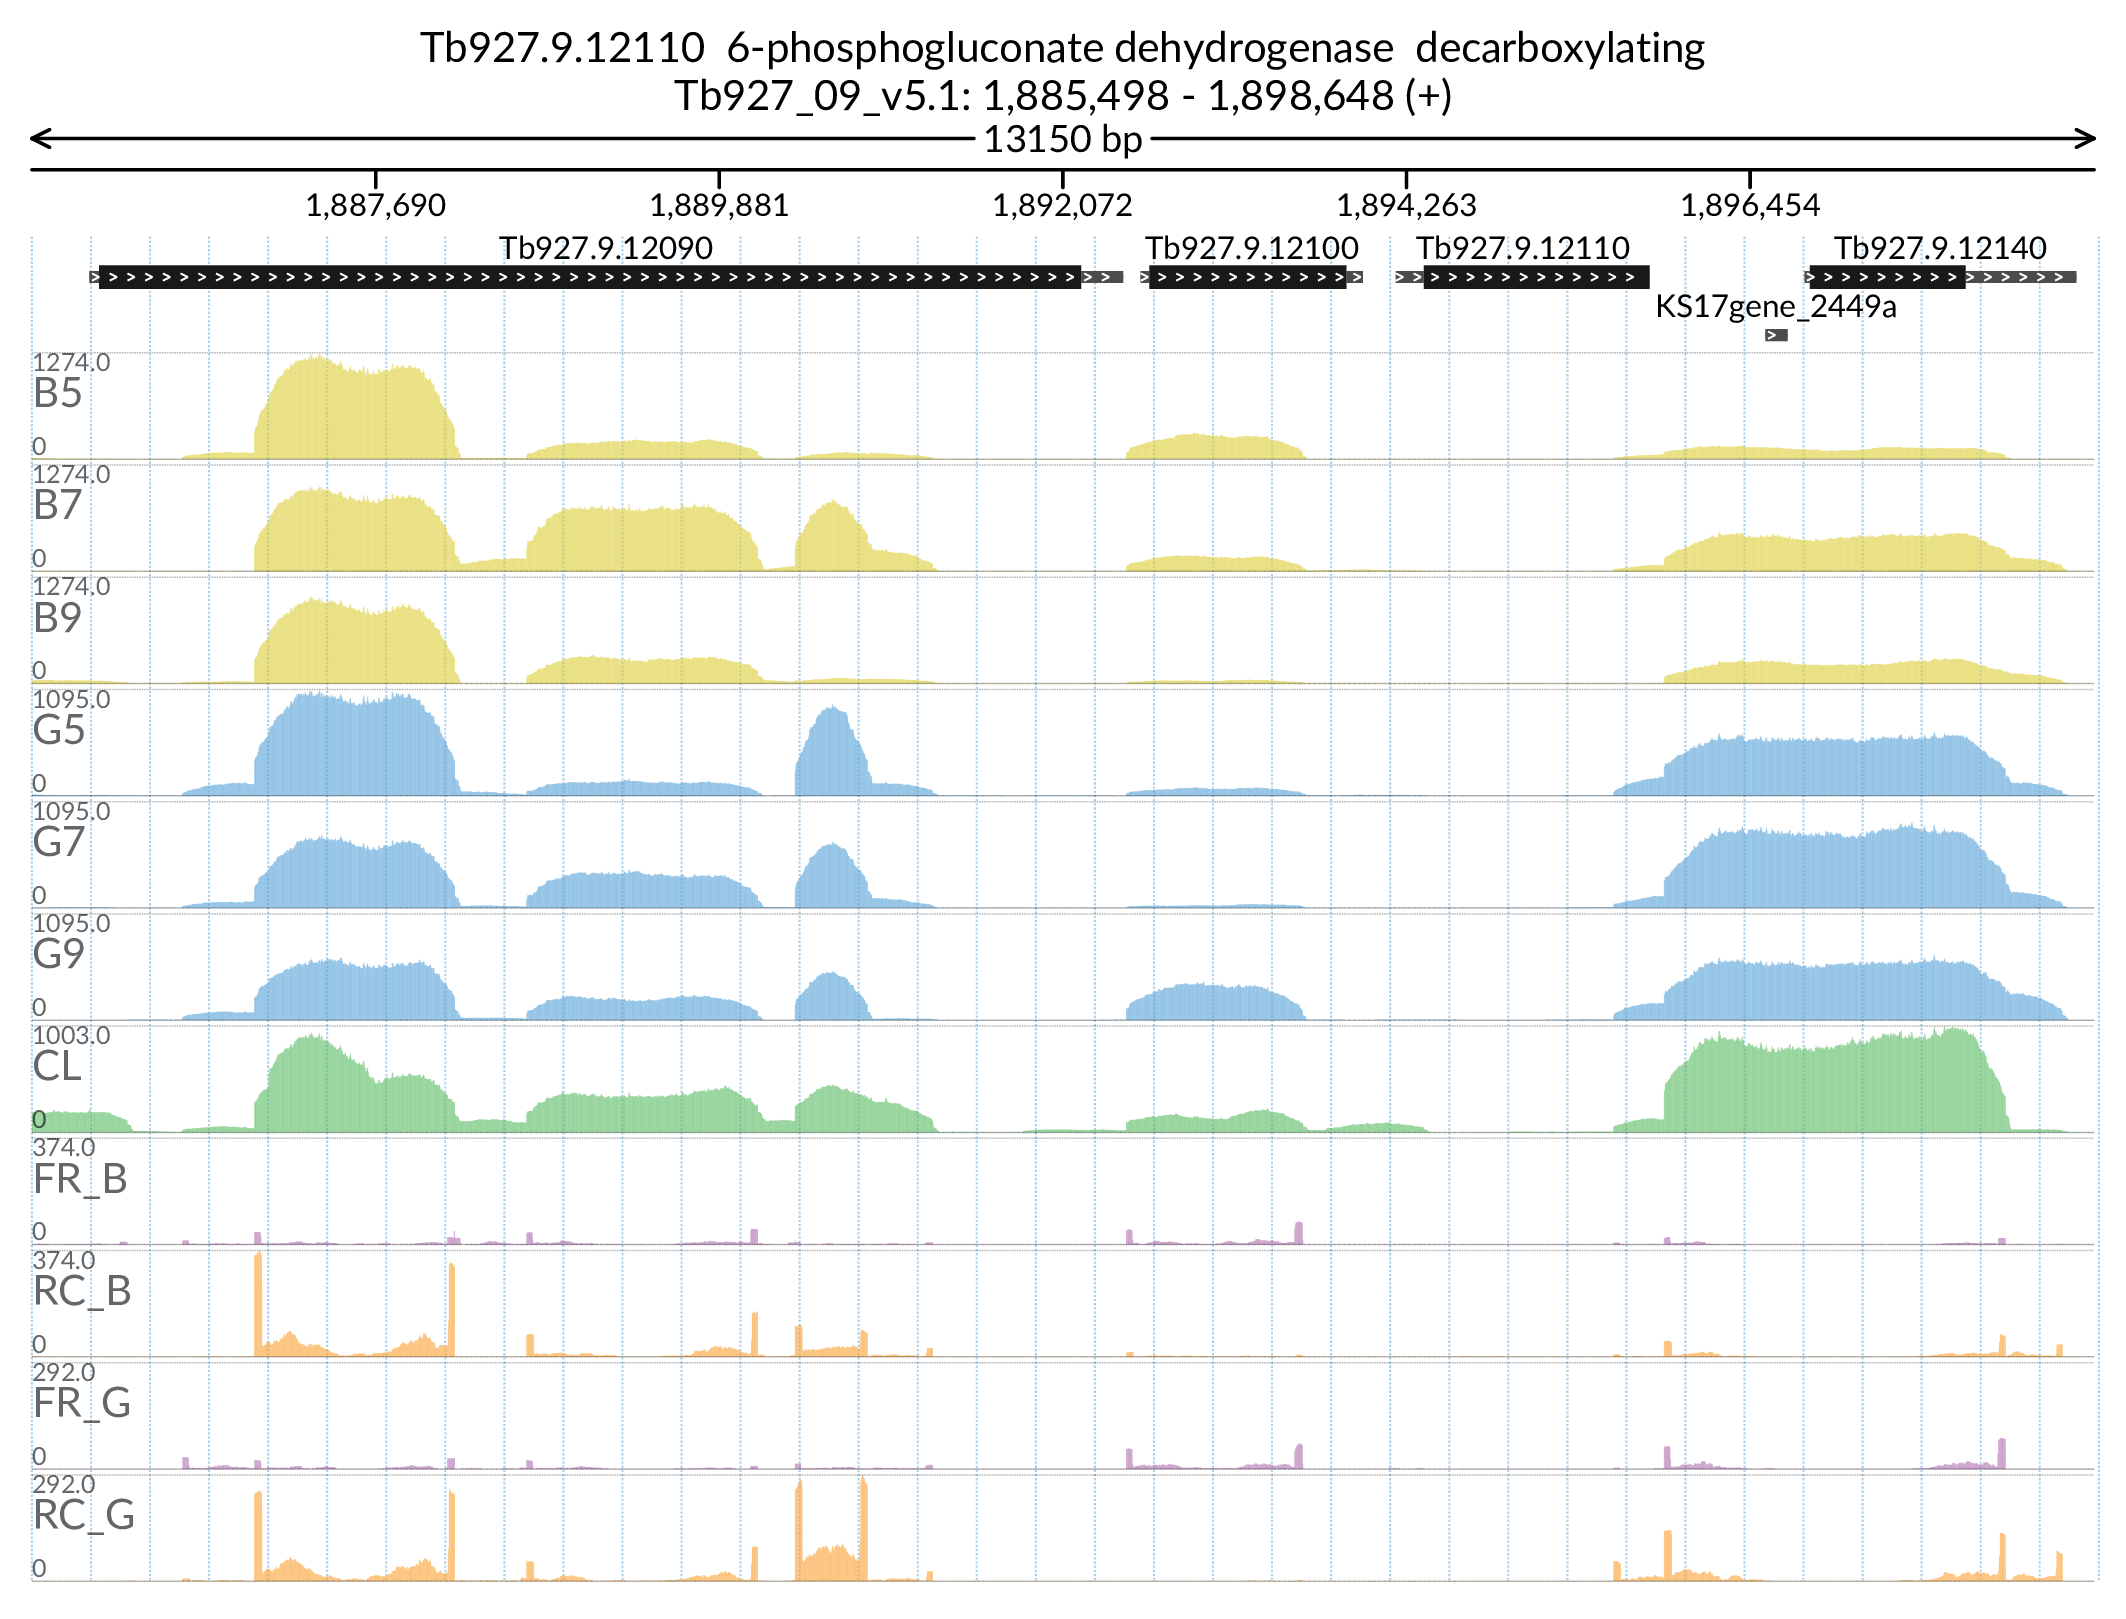 Tb927.9.12110 6-phosphogluconate dehydrogenase decarboxylating
Tb927_09_v5.1: 1,885,498 - 1,898,648 (+)
13150 bp
1,887,690 1,889,881 1,892,072 1,894,263 1,896,454
Tb927.9.12090 Tb927.9.12100 Tb927.9.12110 Tb927.9.12140
KS17gene_2449a
1274.0
B5
0
1274.0
B7
0
1274.0
B9
0
1095.0
G5
0
1095.0
G7
0
1095.0
G9
0
1003.0
CL
0
374.0
FR_B
0
374.0
RC_B
0
292.0
FR_G
0
292.0
RC_G
0